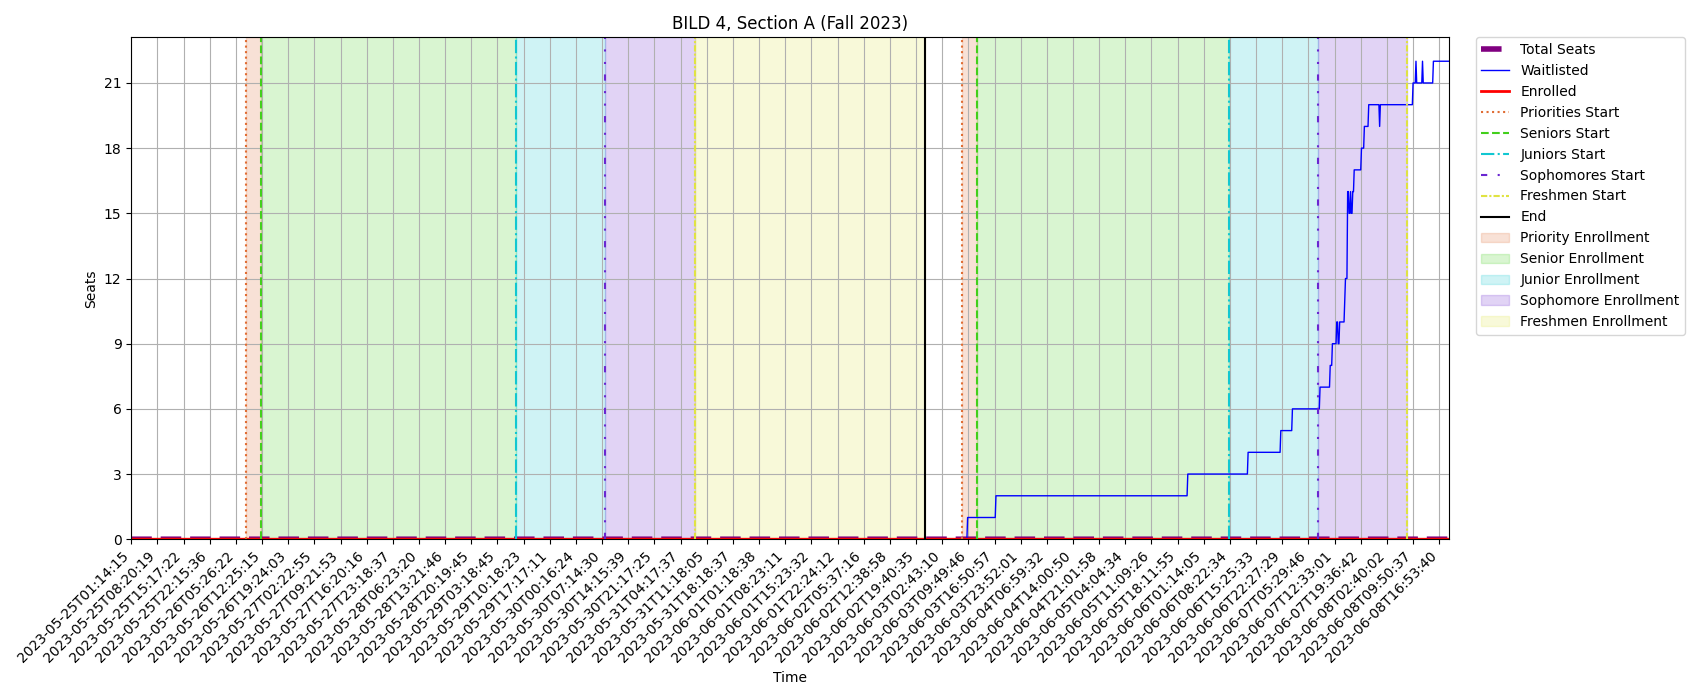 BILD 4, Section A (Fall 2023)
Seats
21
18
15
12
9
6
3
0
2023-05-25T01:14:15
2023-05-25T08:20:19
2023-05-25T15:17:22
2023-05-25T22:15:36
2023-05-26T05:26:22
2023-05-26T12:25:15
2023-05-26T19:24:03
2023-05-27T02:22:55
2023-05-27T09:21:53
2023-05-27T16:20:16
2023-05-27T23:18:37
2023-05-28T06:23:20
2023-05-28T13:21:46
2023-05-28T20:19:45
2023-05-29T03:18:45
2023-05-29T10:18:23
2023-05-29T17:17:11
2023-05-30T00:16:24
2023-05-30T07:14:30
2023-05-30T14:15:39
2023-05-30T21:17:25
2023-05-31T04:17:37
2023-05-31T11:18:05
2023-05-31T18:18:37
2023-06-01T01:18:38
2023-06-01T08:23:11
2023-06-01T15:23:32
2023-06-01T22:24:12
2023-06-02T05:37:16
2023-06-02T12:38:58
2023-06-02T19:40:35
2023-06-03T02:43:10
2023-06-03T09:49:46
2023-06-03T16:50:57
2023-06-03T23:52:01
2023-06-04T06:59:32
2023-06-04T14:00:50
2023-06-04T21:01:58
2023-06-05T04:04:34
2023-06-05T11:09:26
2023-06-05T18:11:55
2023-06-06T01:14:05
2023-06-06T08:22:34
2023-06-06T15:25:33
2023-06-06T22:27:29
2023-06-07T05:29:46
2023-06-07T12:33:01
2023-06-07T19:36:42
2023-06-08T02:40:02
2023-06-08T09:50:37
2023-06-08T16:53:40
Time
Total Seats
Waitlisted
Enrolled
Priorities Start
Seniors Start
Juniors Start
Sophomores Start
Freshmen Start
End
Priority Enrollment
Senior Enrollment
Junior Enrollment
Sophomore Enrollment
Freshmen Enrollment